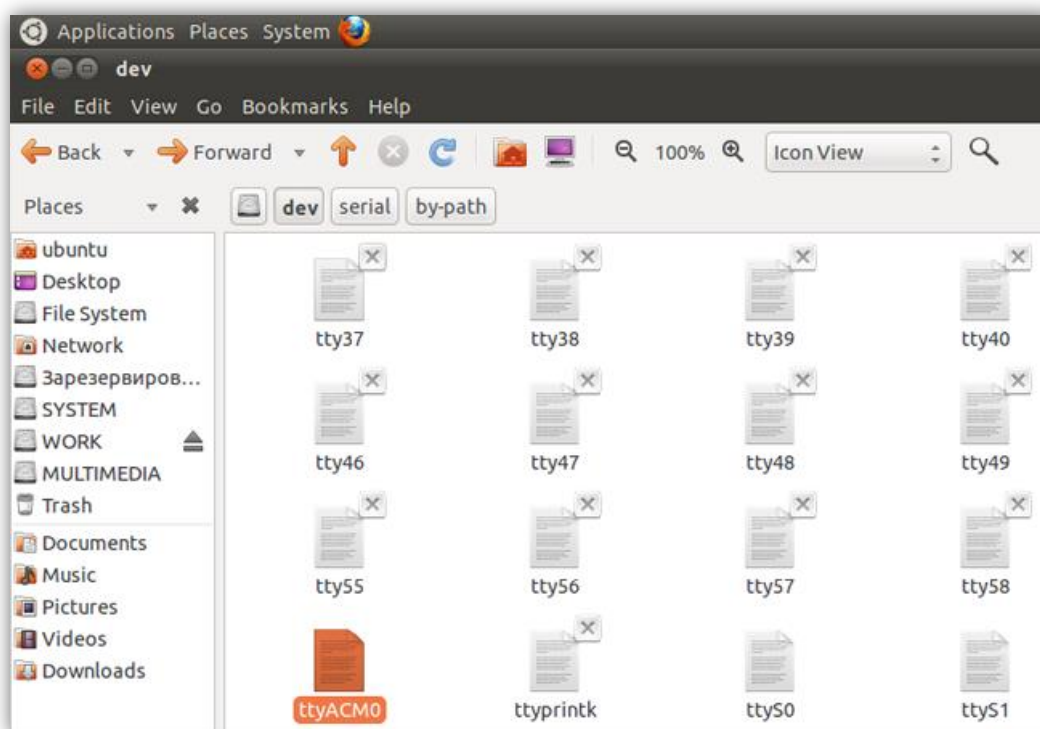 Applications Places System
dev
File Edit View Go Bookmarks Help
Back Forward 100% Icon View
Places dev serial by-path
ubuntu
Desktop
File System
Network
Зарезервиров...
SYSTEM
WORK
MULTIMEDIA
Trash
Documents
Music
Pictures
Videos
Downloads
tty37 tty38 tty39 tty40
tty46 tty47 tty48 tty49
tty55 tty56 tty57 tty58
ttyACM0 ttyprintk ttyS0 ttyS1